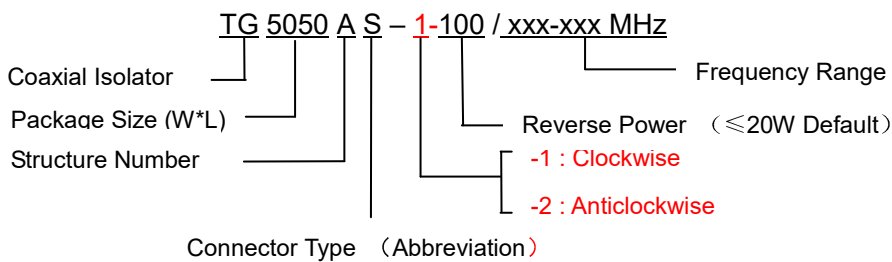 TG 5050 A S – 1-100 / xxx-xxx MHz
Coaxial Isolator
Frequency Range
Package Size (W*L)
Reverse Power （≤20W Default）
Structure Number
-1 : Clockwise
-2 : Anticlockwise
Connector Type （Abbreviation）